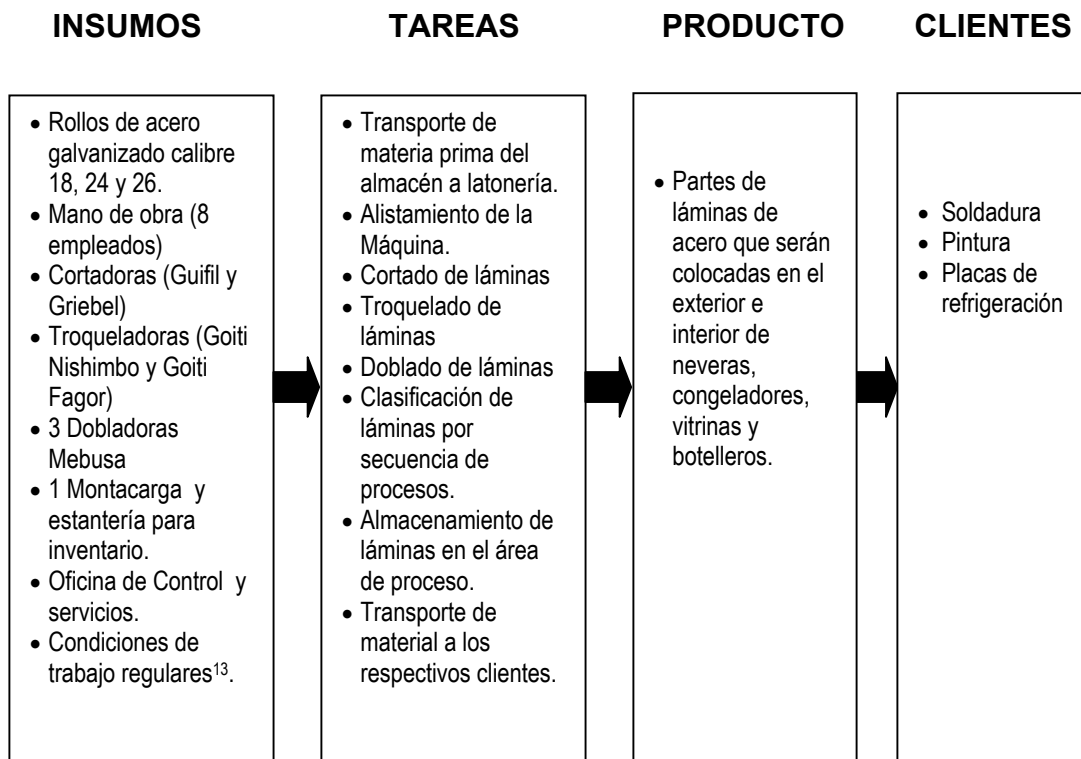 INSUMOS
TAREAS
PRODUCTO
CLIENTES
• Rollos de acero
galvanizado calibre
18, 24 y 26.
• Mano de obra (8
empleados)
• Cortadoras (Guifil y
Griebel)
• Troqueladoras (Goiti
Nishimbo y Goiti
Fagor)
• 3 Dobladoras
Mebusa
• 1 Montacarga y
estantería para
inventario.
• Oficina de Control y
servicios.
• Condiciones de
trabajo regulares¹³.
• Transporte de
materia prima del
almacén a latonería.
• Alistamiento de la
Máquina.
• Cortado de láminas
• Troquelado de
láminas
• Doblado de láminas
• Clasificación de
láminas por
secuencia de
procesos.
• Almacenamiento de
láminas en el área
de proceso.
• Transporte de
material a los
respectivos clientes.
• Partes de
láminas de
acero que serán
colocadas en el
exterior e
interior de
neveras,
congeladores,
vitrinas y
botelleros.
• Soldadura
• Pintura
• Placas de
refrigeración